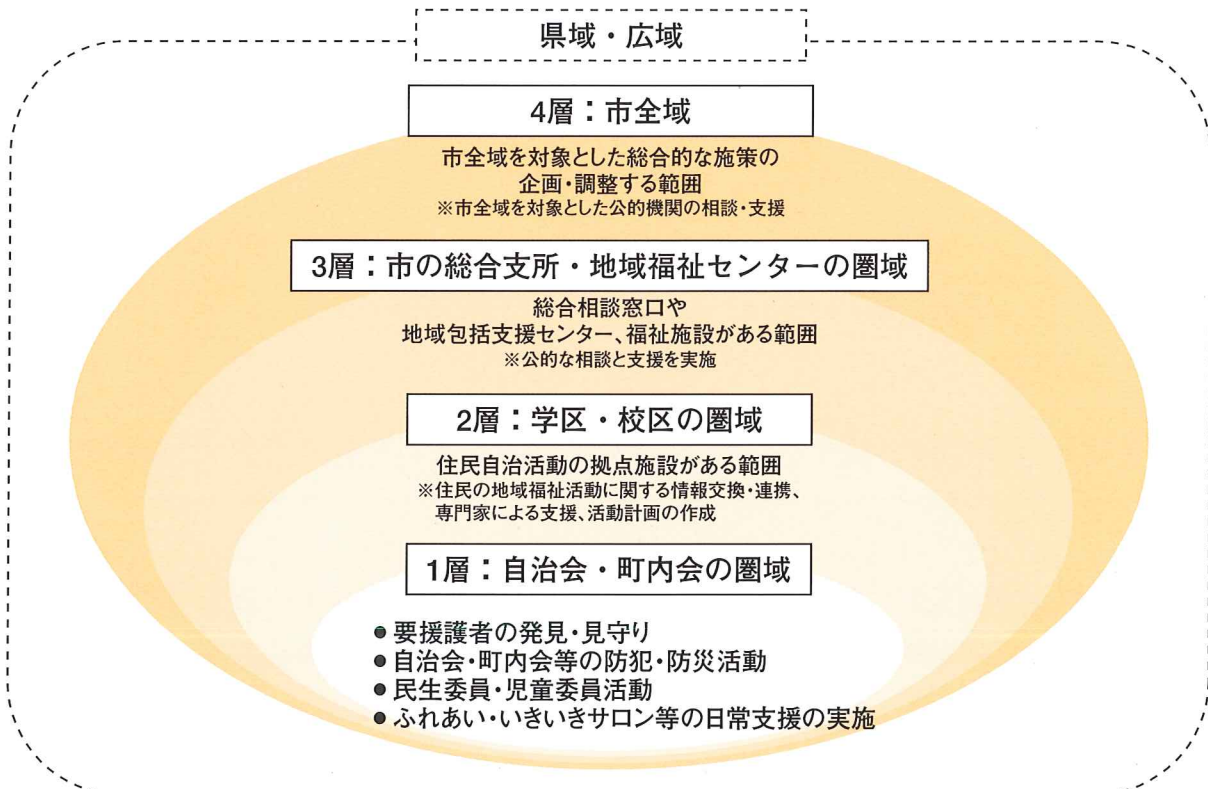 県域・広域
4層：市全域
市全域を対象とした総合的な施策の
企画・調整する範囲
※市全域を対象とした公的機関の相談・支援
3層：市の総合支所・地域福祉センターの圏域
総合相談窓口や
地域包括支援センター、福祉施設がある範囲
※公的な相談と支援を実施
2層：学区・校区の圏域
住民自治活動の拠点施設がある範囲
※住民の地域福祉活動に関する情報交換・連携、
専門家による支援、活動計画の作成
1層：自治会・町内会の圏域
●要援護者の発見・見守り
●自治会・町内会等の防犯・防災活動
●民生委員・児童委員活動
●ふれあい・いきいきサロン等の日常支援の実施